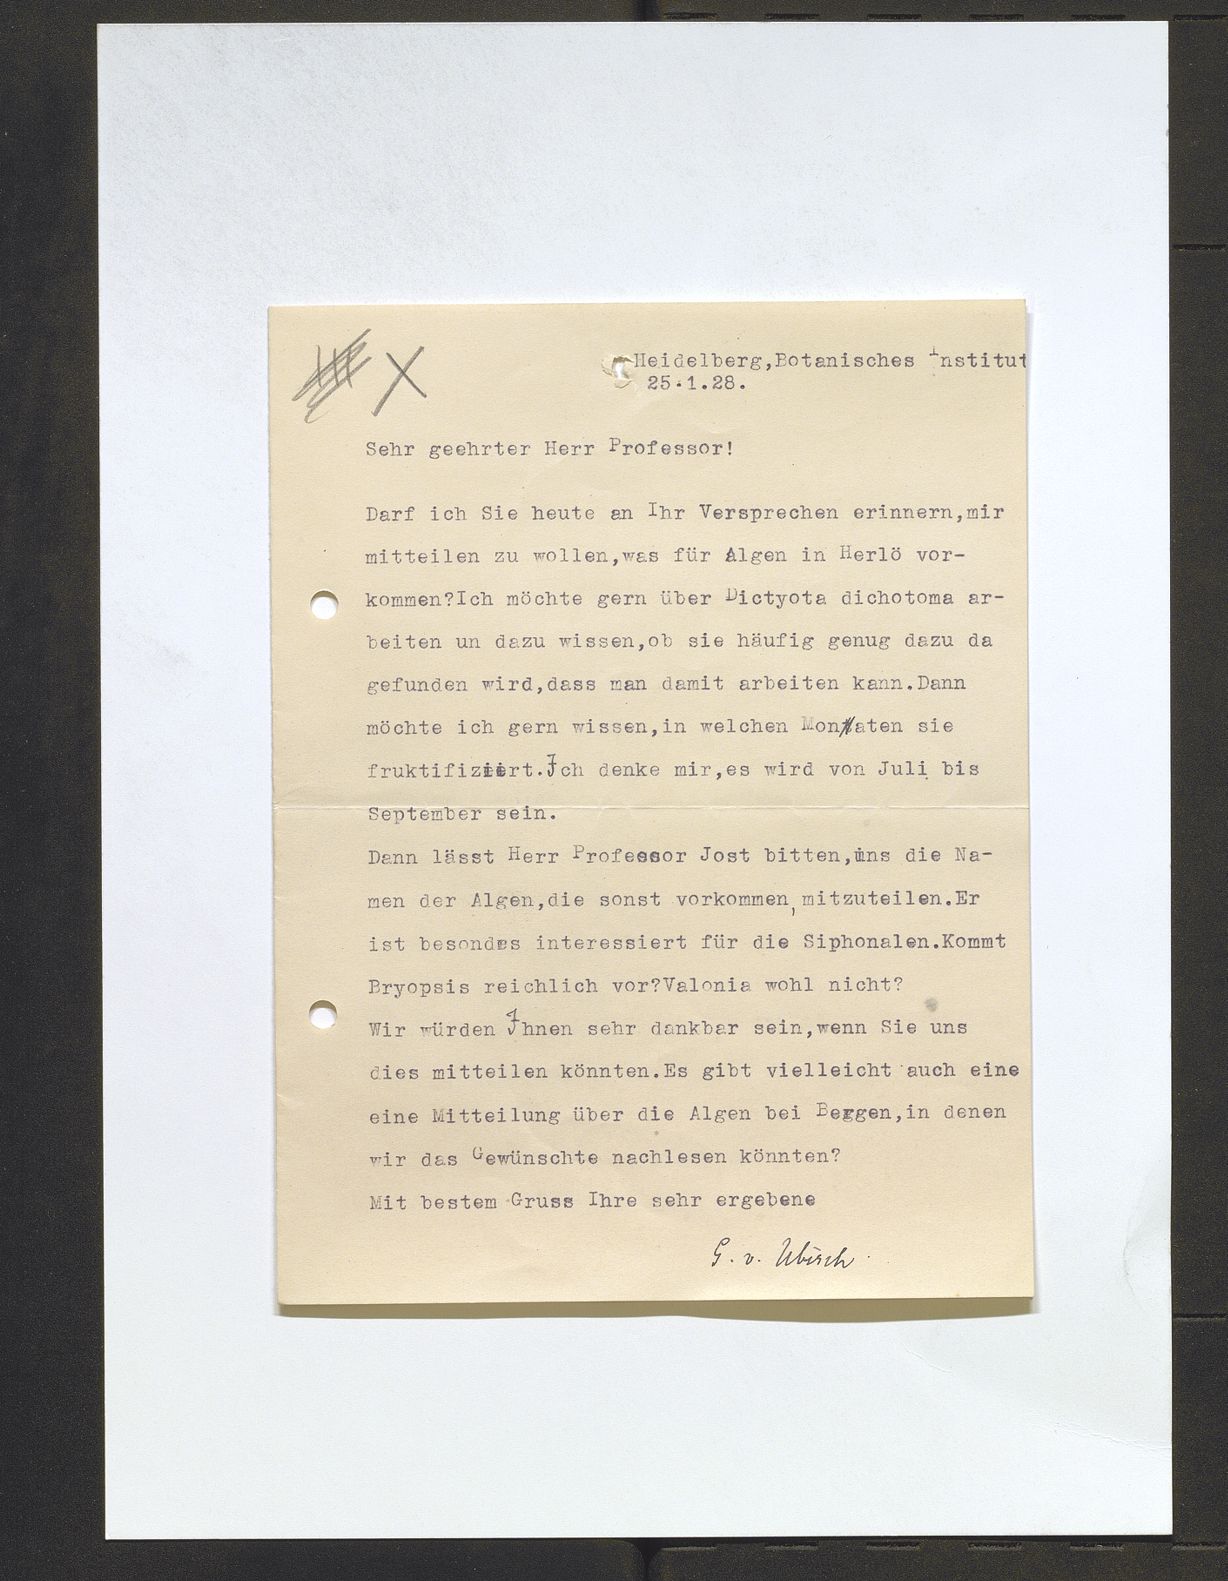 Heidelberg,Botanisches Institut
25.1.28.
Sehr geehrter Herr Professor!
Darf ich Sie heute an Ihr Versprechen erinnern,mir
mitteilen zu wollen,was für Algen in Herlö vor-
kommen?Ich möchte gern über Dictyota dichotoma ar-
beiten un dazu wissen,ob sie häufig genug dazu da
gefunden wird,dass man damit arbeiten kann.Dann
möchte ich gern wissen,in welchen Monaten sie
fruktifiziert.Ich denke mir,es wird von Juli bis
September sein.
Dann lässt Herr Professor Jost bitten,uns die Na-
men der Algen,die sonst vorkommen,mitzuteilen.Er
ist besondes interessiert für die Siphonalen.Kommt
Bryopsis reichlich vor?Valonia wohl nicht?
Wir würden Ihnen sehr dankbar sein,wenn Sie uns
dies mitteilen könnten.Es gibt vielleicht auch eine
eine Mitteilung über die Algen bei Bergen,in denen
wir das Gewünschte nachlesen könnten?
Mit bestem Gruss Ihre sehr ergebene
G. v. Ubisch.